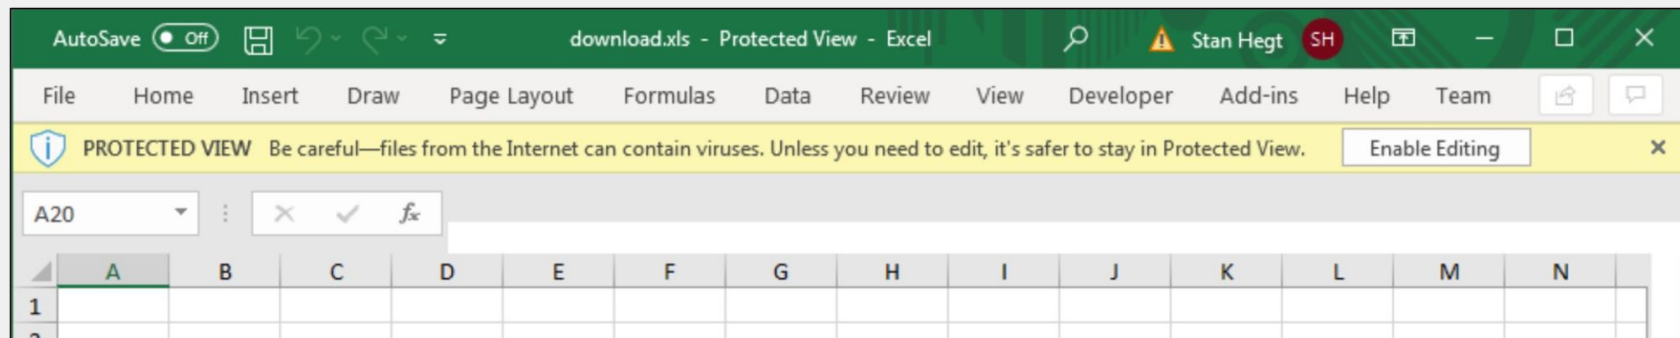 AutoSave Off download.xls - Protected View - Excel Stan Hegt SH
File Home Insert Draw Page Layout Formulas Data Review View Developer Add-ins Help Team
PROTECTED VIEW Be careful—files from the Internet can contain viruses. Unless you need to edit, it's safer to stay in Protected View. Enable Editing
A20 fx
A B C D E F G H I J K L M N
1